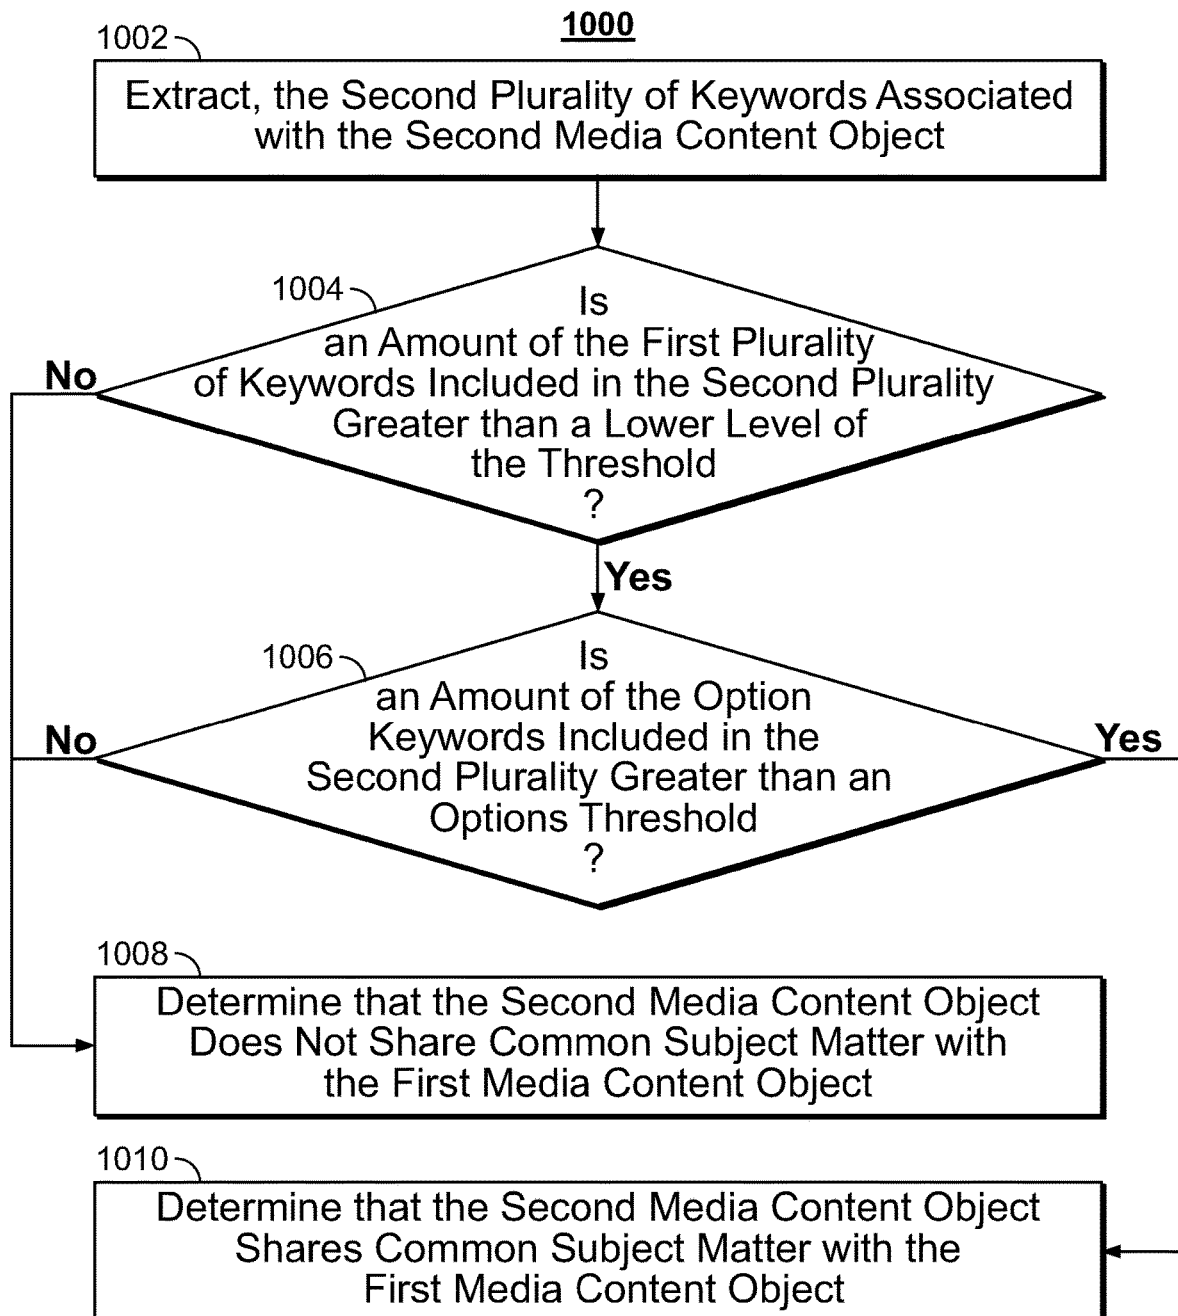 1000
1002
Extract, the Second Plurality of Keywords Associated
with the Second Media Content Object
1004
Is
an Amount of the First Plurality
of Keywords Included in the Second Plurality
Greater than a Lower Level of
the Threshold
?
No
Yes
1006
Is
an Amount of the Option
Keywords Included in the
Second Plurality Greater than an
Options Threshold
?
No
Yes
1008
Determine that the Second Media Content Object
Does Not Share Common Subject Matter with
the First Media Content Object
1010
Determine that the Second Media Content Object
Shares Common Subject Matter with the
First Media Content Object